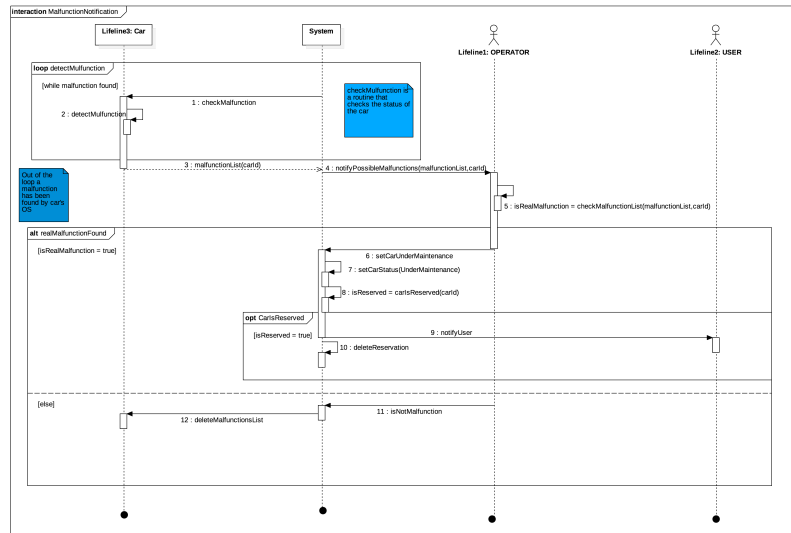 interaction MalfunctionNotification
Lifeline3: Car
System
Lifeline1: OPERATOR
Lifeline2: USER
loop detectMulfunction
[while malfunction found]
1 : checkMalfunction
2 : detectMulfunction
checkMulfunction is
a routine that
checks the status of
the car
3 : malfunctionList(carId)
4 : notifyPossibleMalfunctions(malfunctionList,carId)
Out of the
loop a
malfunction
has been
found by car's
OS
5 : isRealMalfunction = checkMalfunctionList(malfunctionList,carId)
alt realMalfunctionFound
[isRealMalfunction = true]
6 : setCarUnderMaintenance
7 : setCarStatus(UnderMaintenance)
8 : isReserved = carIsReserved(carId)
opt CarIsReserved
[isReserved = true]
9 : notifyUser
10 : deleteReservation
[else]
11 : isNotMalfunction
12 : deleteMalfunctionsList